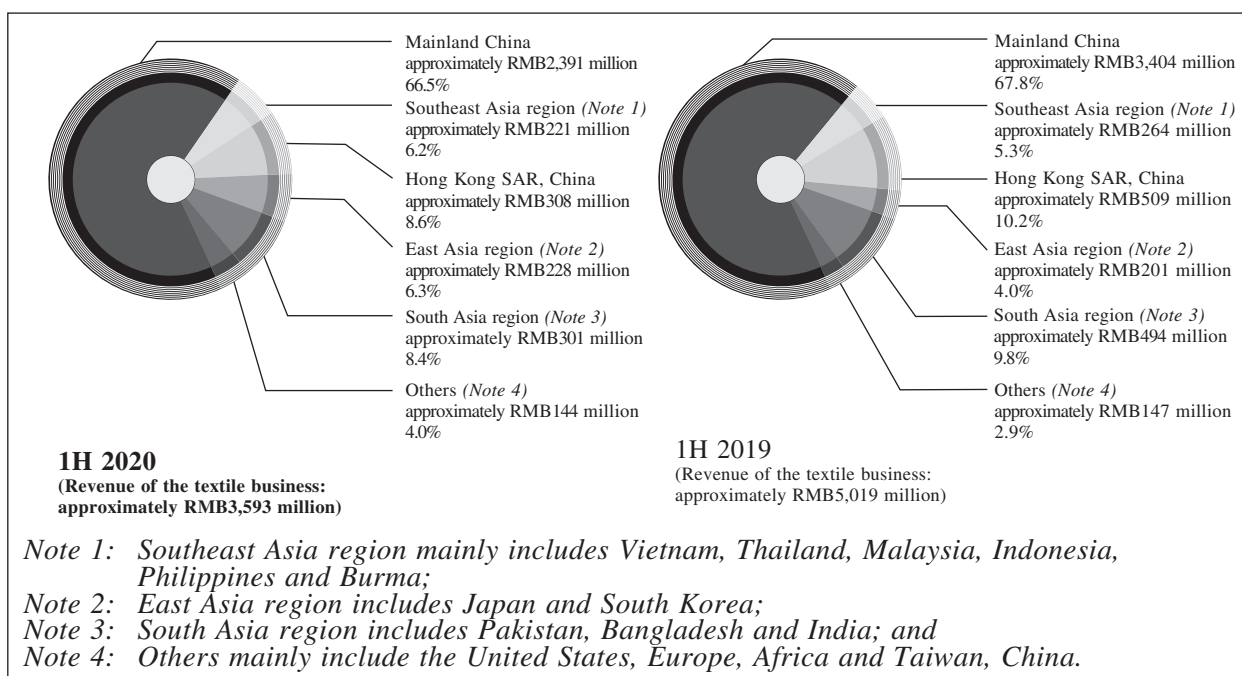 Mainland China
approximately RMB2,391 million
66.5%
Southeast Asia region (Note 1)
approximately RMB221 million
6.2%
Hong Kong SAR, China
approximately RMB308 million
8.6%
East Asia region (Note 2)
approximately RMB228 million
6.3%
South Asia region (Note 3)
approximately RMB301 million
8.4%
Others (Note 4)
approximately RMB144 million
4.0%
1H 2020
(Revenue of the textile business:
approximately RMB3,593 million)
Mainland China
approximately RMB3,404 million
67.8%
Southeast Asia region (Note 1)
approximately RMB264 million
5.3%
Hong Kong SAR, China
approximately RMB509 million
10.2%
East Asia region (Note 2)
approximately RMB201 million
4.0%
South Asia region (Note 3)
approximately RMB494 million
9.8%
Others (Note 4)
approximately RMB147 million
2.9%
1H 2019
(Revenue of the textile business:
approximately RMB5,019 million)
Note 1: Southeast Asia region mainly includes Vietnam, Thailand, Malaysia, Indonesia,
Philippines and Burma;
Note 2: East Asia region includes Japan and South Korea;
Note 3: South Asia region includes Pakistan, Bangladesh and India; and
Note 4: Others mainly include the United States, Europe, Africa and Taiwan, China.